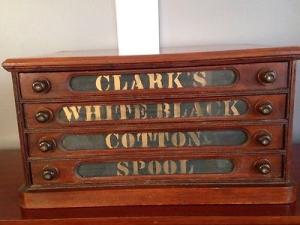 CLARK'S
WHITE BLACK
COTTON
SPOOL